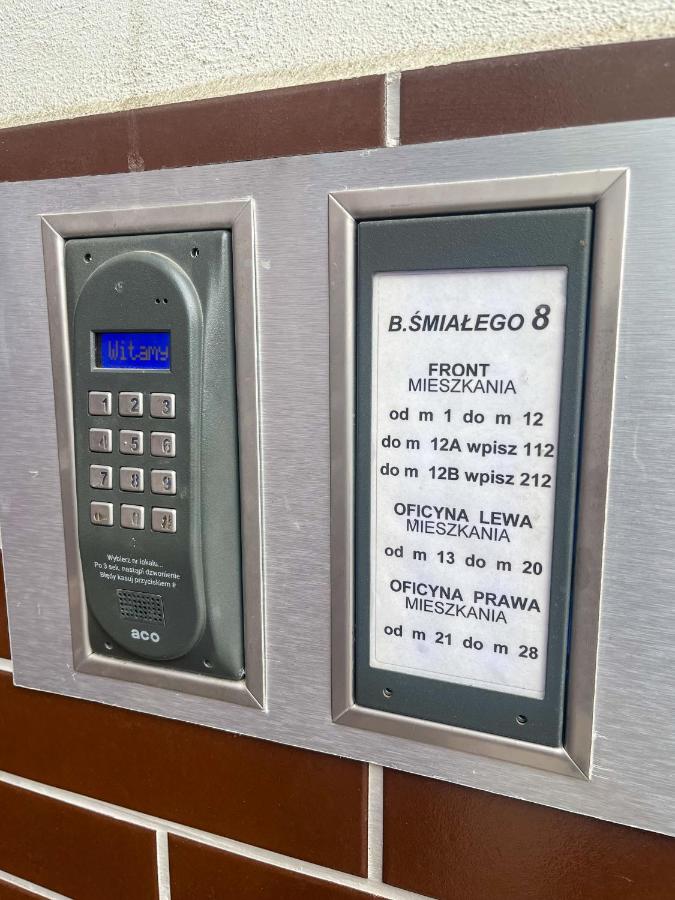 Witamy
1 2 3
4 5 6
7 8 9
0
Wybierz nr lokalu...
Po 3 sek. nastąpi dzwonienie
Błędy kasuj przyciskiem #
aco
B.ŚMIAŁEGO 8
FRONT
MIESZKANIA
od m 1 do m 12
do m 12A wpisz 112
do m 12B wpisz 212
OFICYNA LEWA
MIESZKANIA
od m 13 do m 20
OFICYNA PRAWA
MIESZKANIA
od m 21 do m 28